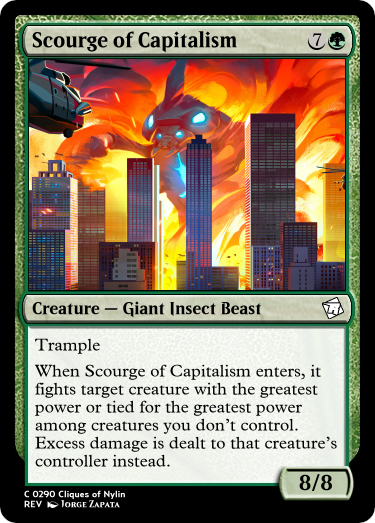 Scourge of Capitalism 7
Creature — Giant Insect Beast
Trample
When Scourge of Capitalism enters, it
fights target creature with the greatest
power or tied for the greatest power
among creatures you don't control.
Excess damage is dealt to that creature's
controller instead.
8/8
C 0290 Cliques of Nylin
REV Jorge Zapata